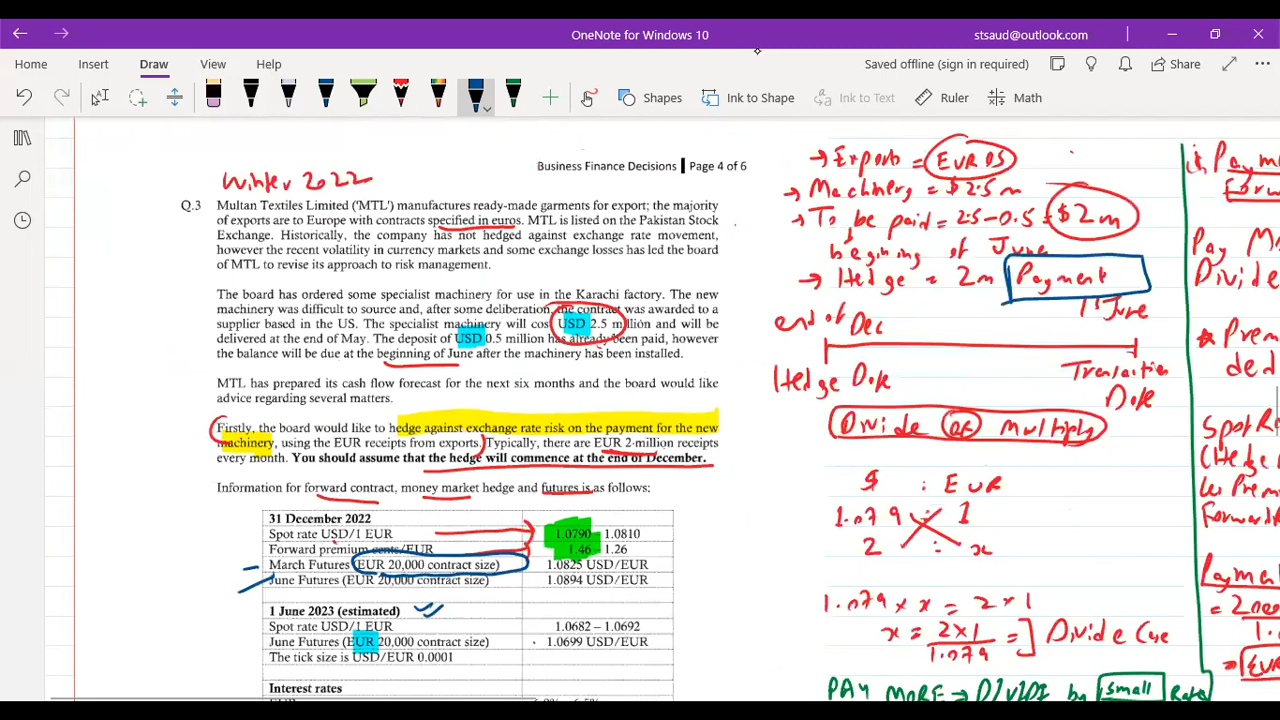 OneNote for Windows 10
stsaud@outlook.com
Home Insert Draw View Help
Saved offline (sign in required)
Share
Shapes
Ink to Shape
Ink to Text
Ruler
Math
Business Finance Decisions | Page 4 of 6
Winter 2022
Q.3 Multan Textiles Limited ('MTL') manufactures ready-made garments for export; the majority
of exports are to Europe with contracts specified in euros. MTL is listed on the Pakistan Stock
Exchange. Historically, the company has not hedged against exchange rate movement,
however the recent volatility in currency markets and some exchange losses has led the board
of MTL to revise its approach to risk management.
The board has ordered some specialist machinery for use in the Karachi factory. The new
machinery was difficult to source and, after some deliberation, the contract was awarded to a
supplier based in the US. The specialist machinery will cost USD 2.5 million and will be
delivered at the end of May. The deposit of USD 0.5 million has already been paid, however
the balance will be due at the beginning of June after the machinery has been installed.
MTL has prepared its cash flow forecast for the next six months and the board would like
advice regarding several matters.
Firstly, the board would like to hedge against exchange rate risk on the payment for the new
machinery, using the EUR receipts from exports. Typically, there are EUR 2 million receipts
every month. You should assume that the hedge will commence at the end of December.
Information for forward contract, money market hedge and futures is as follows:
31 December 2022
Spot rate USD/1 EUR 1.0790 – 1.0810
Forward premium cents/EUR 1.46 – 1.26
March Futures (EUR 20,000 contract size) 1.0825 USD/EUR
June Futures (EUR 20,000 contract size) 1.0894 USD/EUR
1 June 2023 (estimated)
Spot rate USD/1 EUR 1.0682 – 1.0692
June Futures (EUR 20,000 contract size) 1.0699 USD/EUR
The tick size is USD/EUR 0.0001
Interest rates
→ Exports = EUROS
→ Machinery = $2.5 m
→ To be paid = 2.5 – 0.5 = $2 m
beginning of June
→ Hedge = 2m Payment
1st June
end of Dec
Hedge Date
Transaction
Date
Divide or multiply
$ : EUR
1.079 : 1
2 : x
1.079 × x = 2 × 1
x = 2×1
1.079
= ] Divide
PAY MORE → DIVIDE by small Rate
Pay Mo
Divide
* Prem
ded
Spot Ra
(Hedge
Forward
Payment